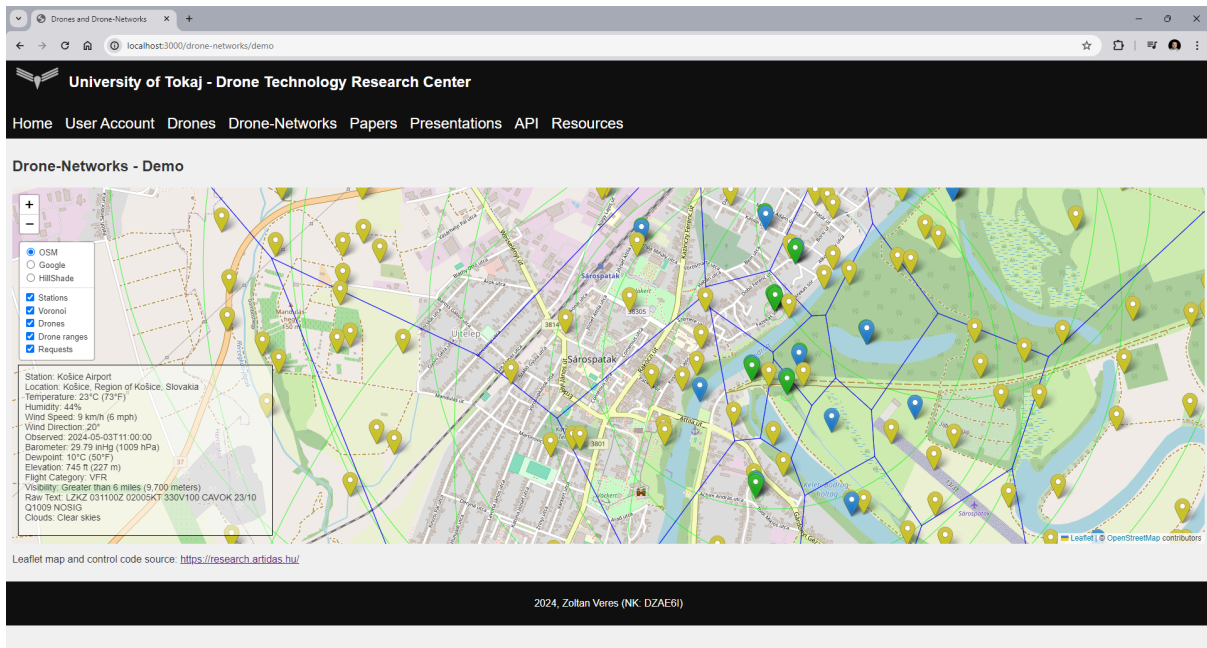 Drones and Drone-Networks
localhost:3000/drone-networks/demo
University of Tokaj - Drone Technology Research Center
Home User Account Drones Drone-Networks Papers Presentations API Resources
Drone-Networks - Demo
+
−
OSM
Google
HillShade
Stations
Voronoi
Drones
Drone ranges
Requests
Station: Košice Airport
Location: Košice, Region of Košice, Slovakia
Temperature: 23°C (73°F)
Humidity: 44%
Wind Speed: 9 km/h (6 mph)
Wind Direction: 20°
Observed: 2024-05-03T11:00:00
Barometer: 29.79 inHg (1009 hPa)
Dewpoint: 10°C (50°F)
Elevation: 745 ft (227 m)
Flight Category: VFR
Visibility: Greater than 6 miles (9,700 meters)
Raw Text: LZKZ 031100Z 02005KT 330V100 CAVOK 23/10
Q1009 NOSIG
Clouds: Clear skies
Sárospatak
38305
3814
Újtelep
Sárospatak
3801
37
Sárospatak
Leaflet | © OpenStreetMap contributors
Leaflet map and control code source: https://research.artidas.hu/
2024, Zoltan Veres (NK: DZAE6I)